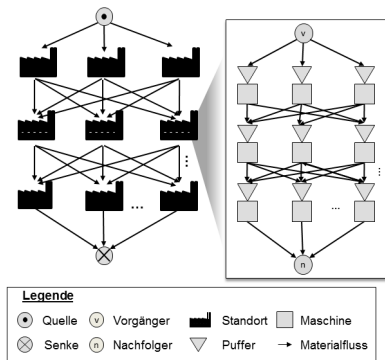 v
n
Legende
Quelle
v Vorgänger
Standort
Maschine
Senke
n Nachfolger
Puffer
Materialfluss